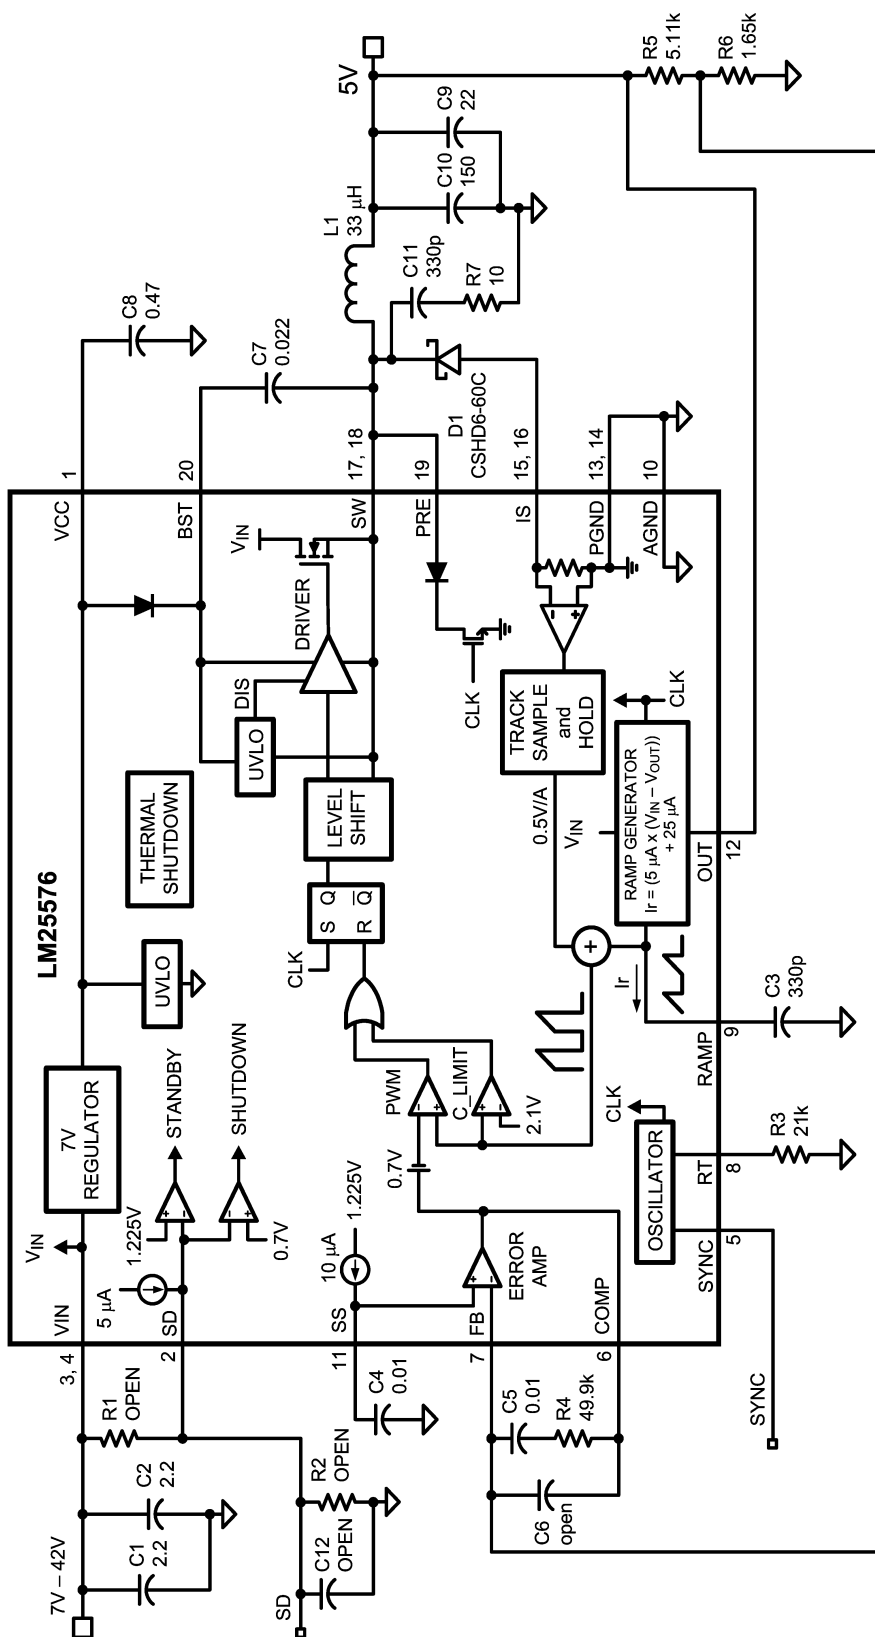 LM25576
7V – 42V
C1
2.2
C2
2.2
R1
OPEN
3, 4
VIN
VIN
7V
REGULATOR
UVLO
THERMAL
SHUTDOWN
VCC
1
C8
0.47
SD
C12
OPEN
R2
OPEN
2
SD
5 µA
1.225V
STANDBY
0.7V
SHUTDOWN
UVLO
DIS
DRIVER
VIN
BST
20
C7
0.022
CLK
S
Q
R
Q
LEVEL
SHIFT
SW
17, 18
L1
33 µH
5V
C10
150
C9
22
C11
330p
R7
10
D1
CSHD6-60C
PRE
19
CLK
C4
0.01
11
SS
10 µA
1.225V
0.7V
PWM
C_LIMIT
2.1V
ERROR
AMP
7
FB
6
COMP
C5
0.01
R4
49.9k
C6
open
IS
15, 16
PGND
13, 14
AGND
10
TRACK
SAMPLE
and
HOLD
0.5V/A
+
VIN
RAMP GENERATOR
Ir = (5 µA x (VIN – VOUT))
+ 25 µA
CLK
Ir
OSCILLATOR
CLK
SYNC
5
SYNC
RT
8
R3
21k
RAMP
9
C3
330p
OUT
12
R5
5.11k
R6
1.65k